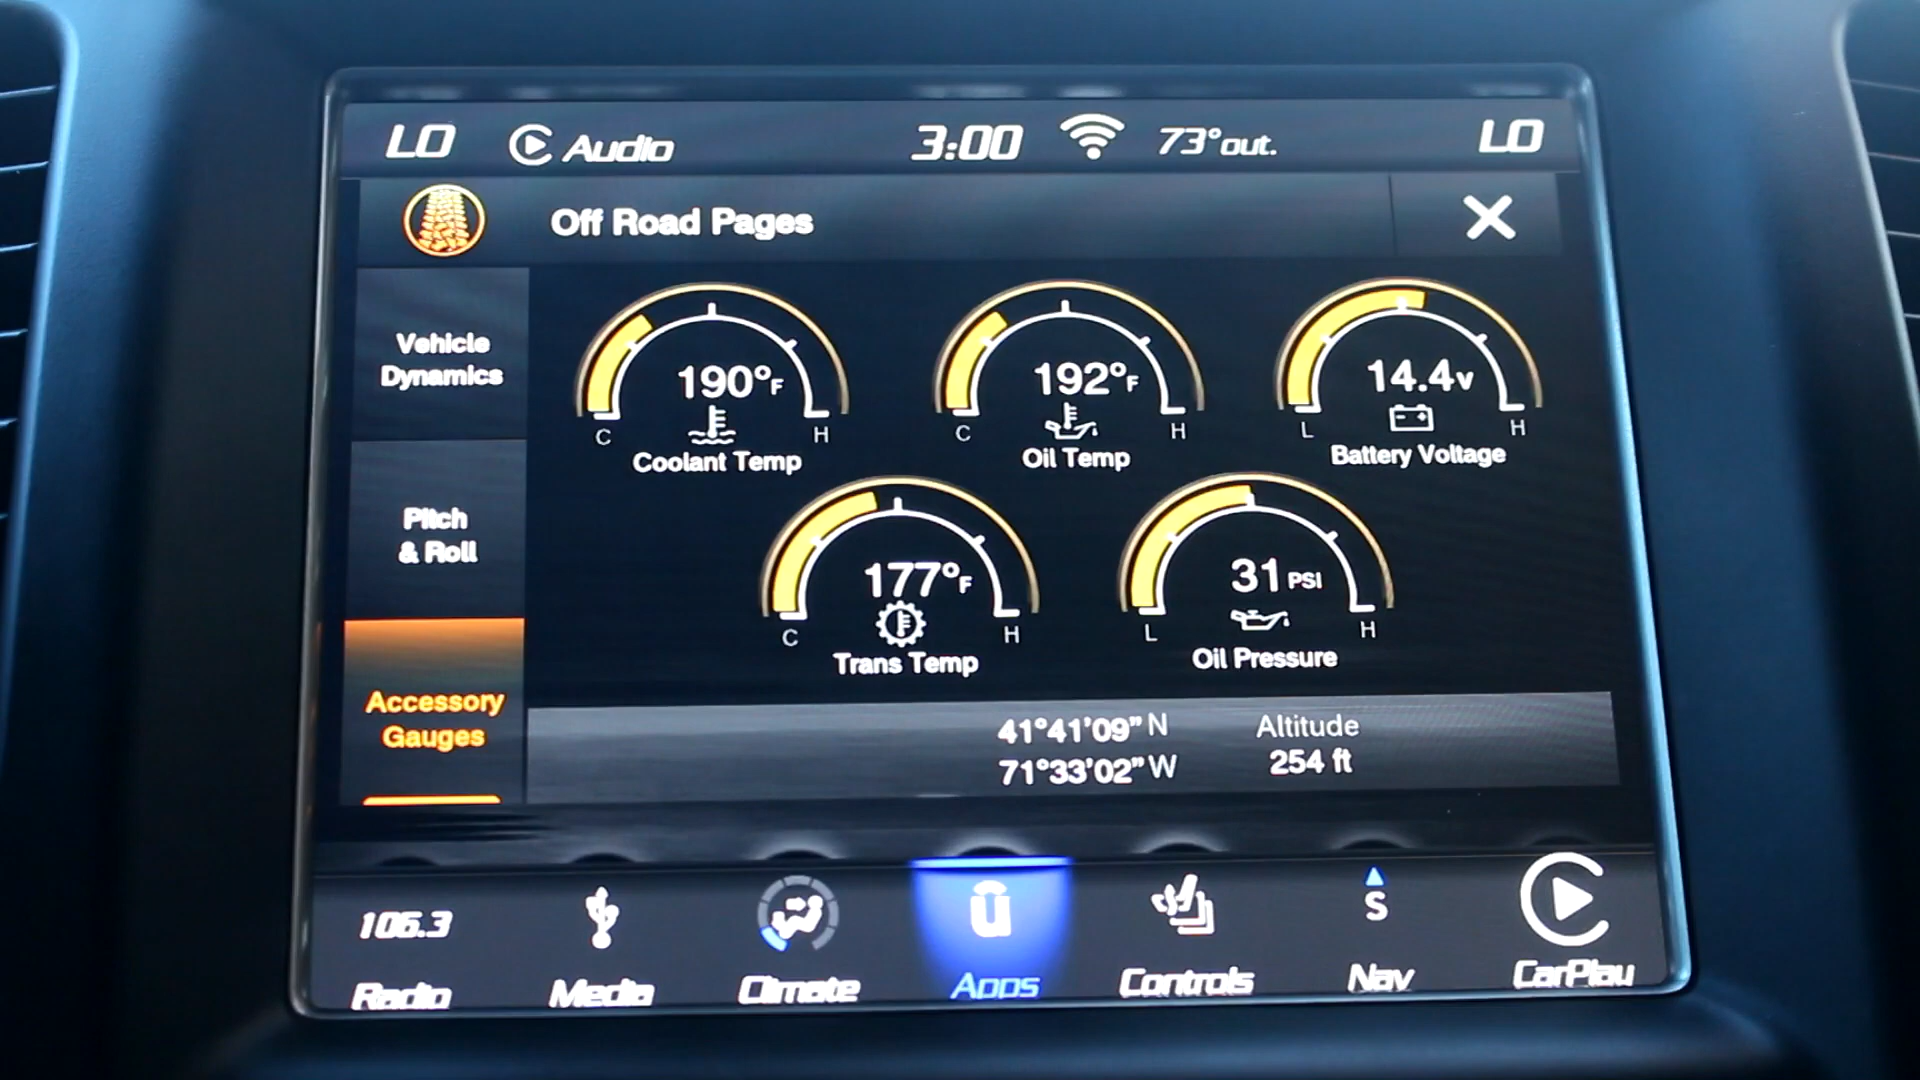 LO Audio 3:00 73°out. LO
Off Road Pages
Vehicle
Dynamics
Pitch
& Roll
Accessory
Gauges
190°F
C H
Coolant Temp
192°F
C H
Oil Temp
14.4v
L H
Battery Voltage
177°F
C H
Trans Temp
31 PSI
L H
Oil Pressure
41°41'09" N
71°33'02" W
Altitude
254 ft
106.3
Radio
Media
Climate
Apps
Controls
S
Nav
CarPlay